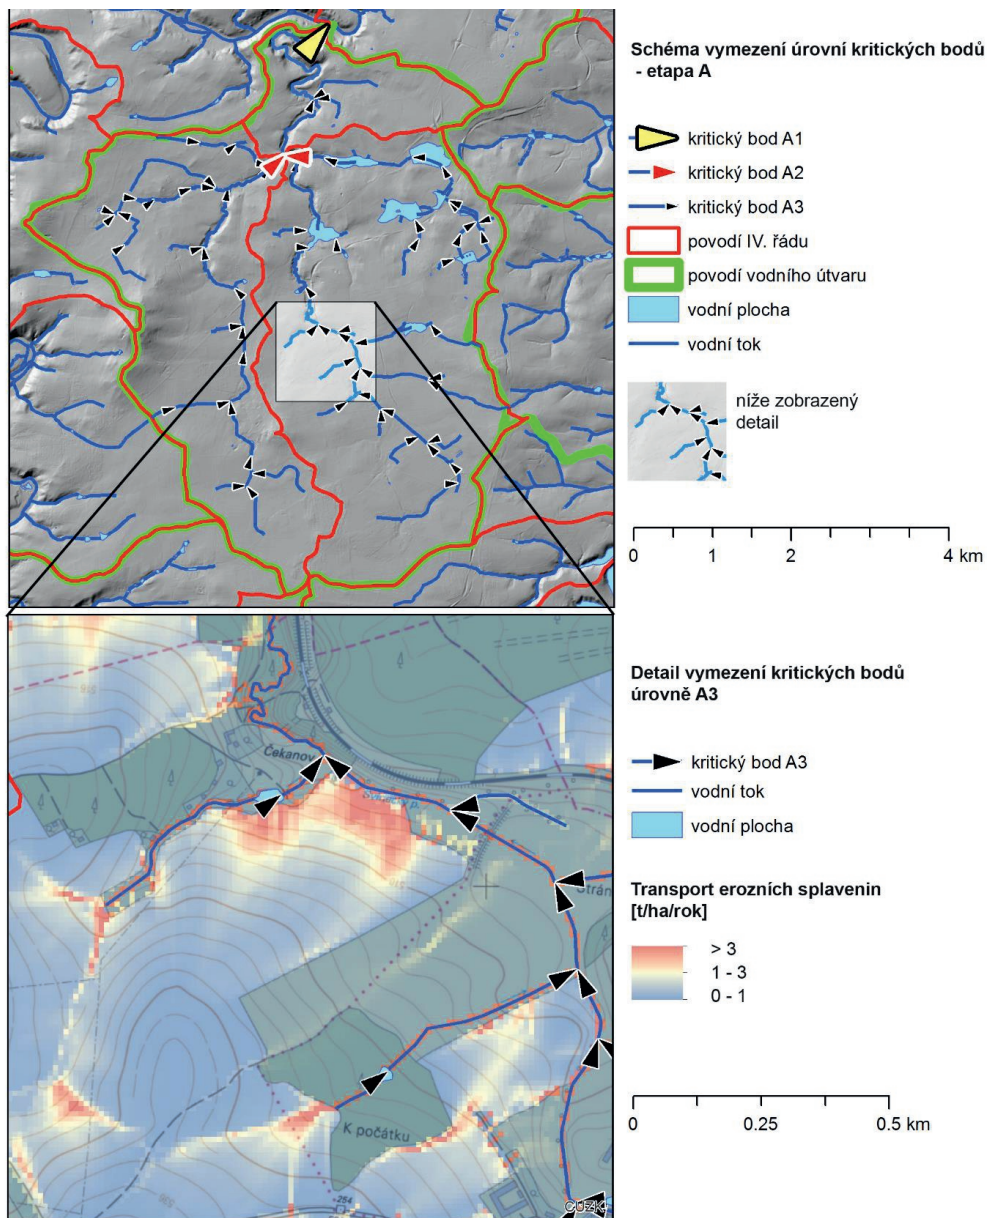 Schéma vymezení úrovní kritických bodů
- etapa A
kritický bod A1
kritický bod A2
kritický bod A3
povodí IV. řádu
povodí vodního útvaru
vodní plocha
vodní tok
níže zobrazený
detail
0 1 2 4 km
Detail vymezení kritických bodů
úrovně A3
kritický bod A3
vodní tok
vodní plocha
Transport erozních splavenin
[t/ha/rok]
> 3
1 - 3
0 - 1
0 0.25 0.5 km
Čekanov
Strán
K počátku
254
ČÚZK